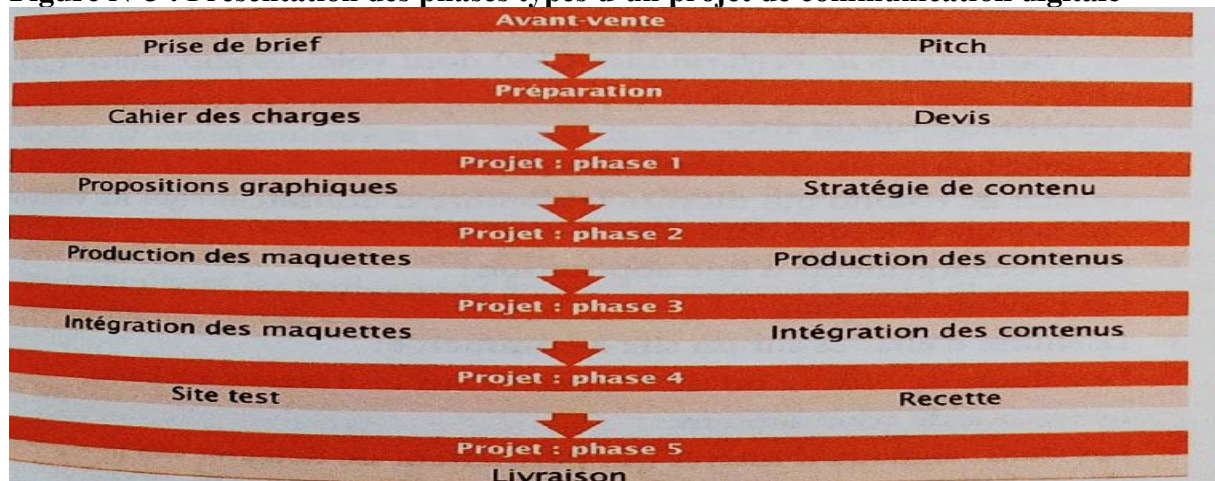 Figure N°3 : Présentation des phases types d'un projet de communication digitale
Avant-vente
Prise de brief Pitch
Préparation
Cahier des charges Devis
Projet : phase 1
Propositions graphiques Stratégie de contenu
Projet : phase 2
Production des maquettes Production des contenus
Projet : phase 3
Intégration des maquettes Intégration des contenus
Projet : phase 4
Site test Recette
Projet : phase 5
Livraison